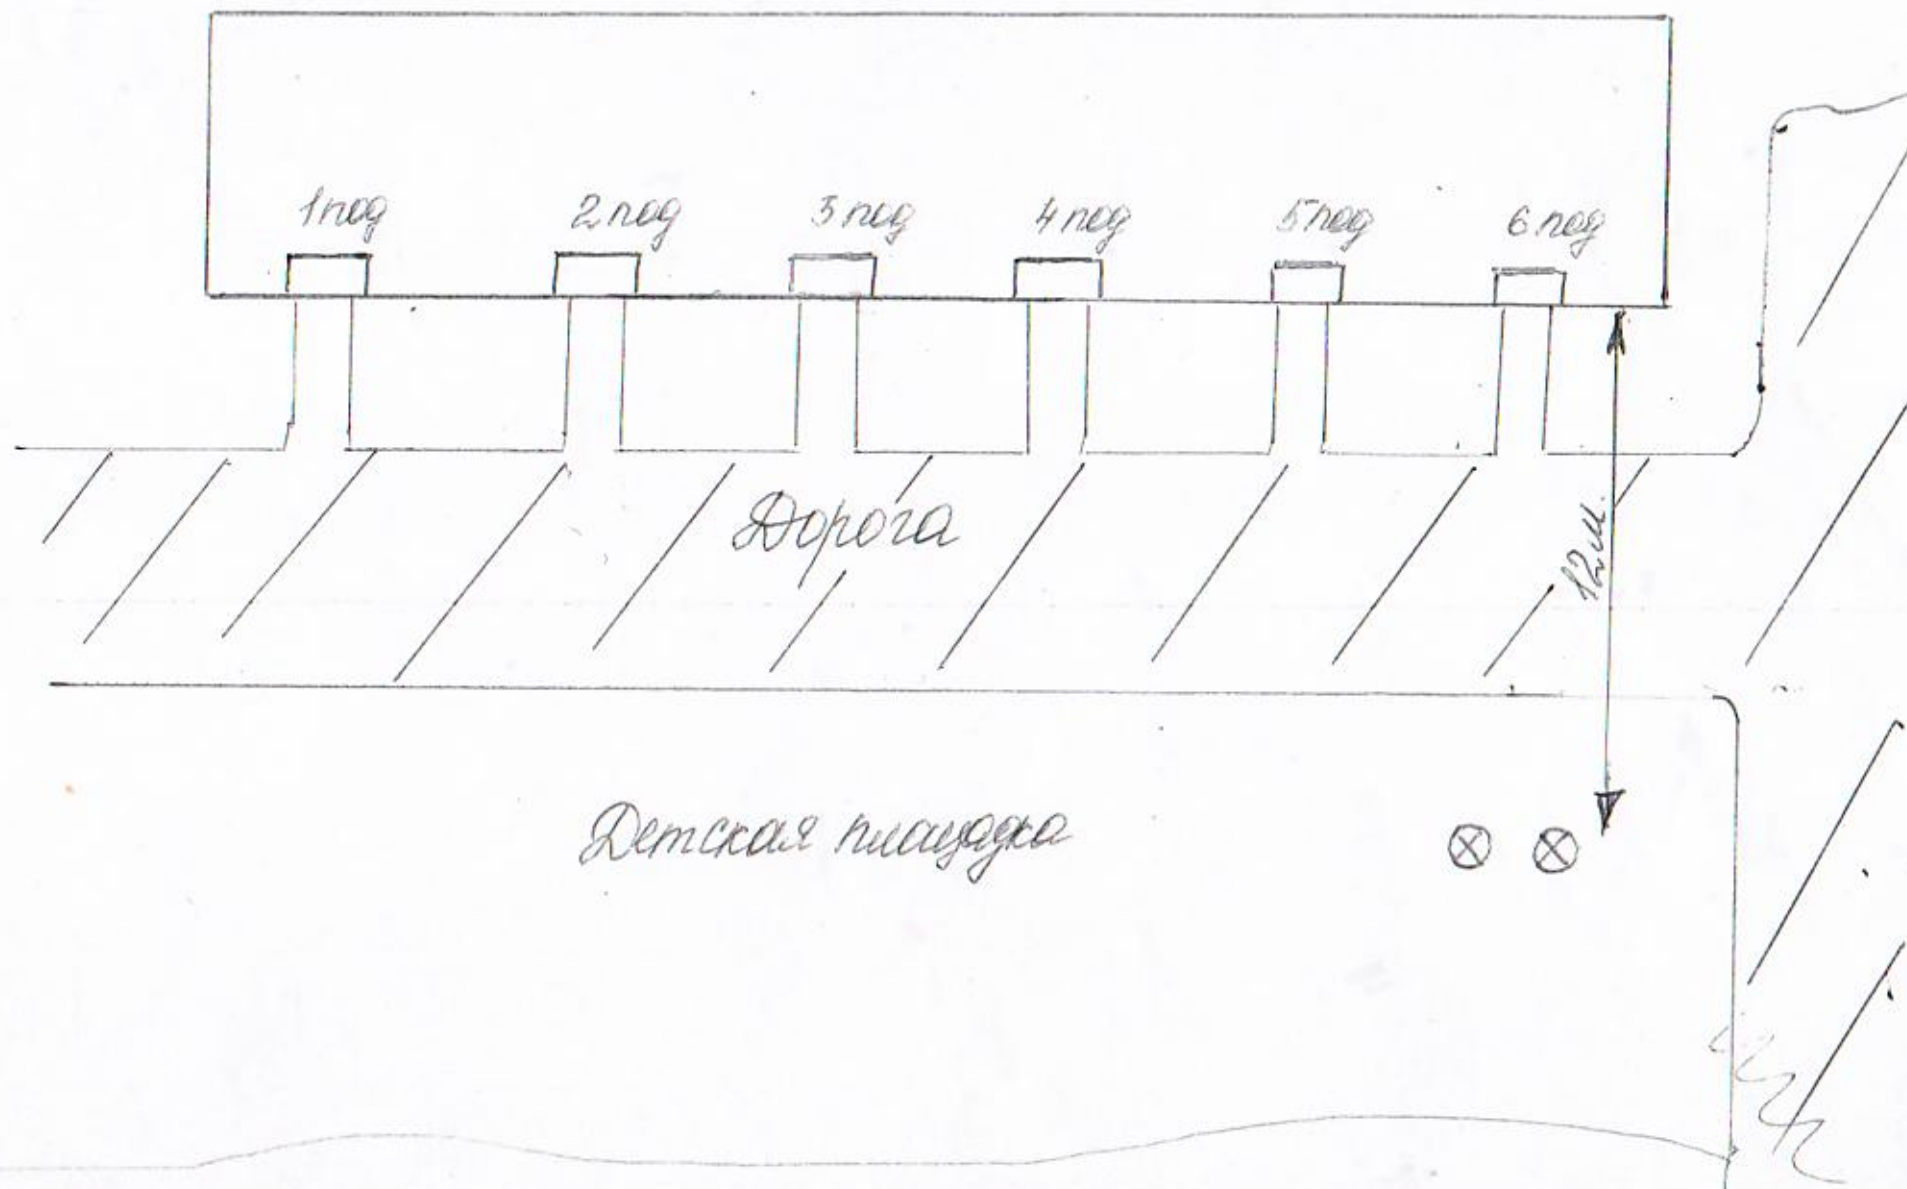 1 под 2 под 3 под 4 под 5 под 6 под
Дорога
12 м.
Детская площадка